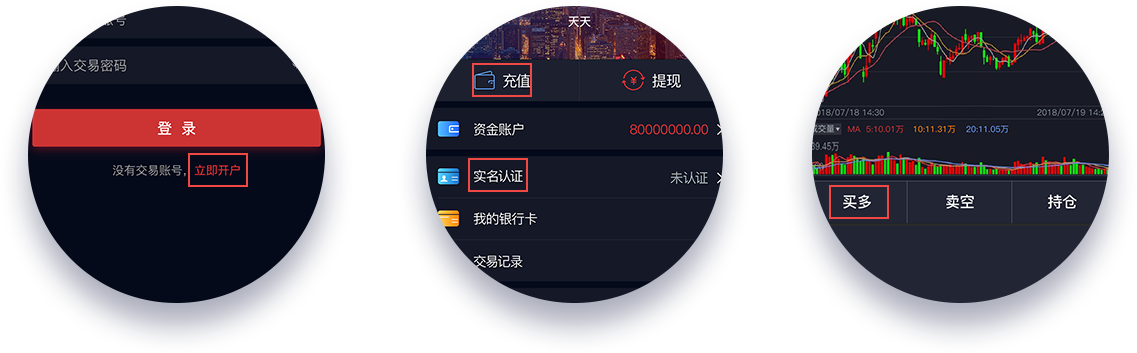 账号
输入交易密码
登 录
没有交易账号, 立即开户
天天
充值
提现
资金账户 80000000.00
实名认证 未认证
我的银行卡
交易记录
2018/07/18 14:30 2018/07/19 14:2
成交量 MA 5:10.01万 10:11.31万 20:11.05万
39.45万
买多 卖空 持仓